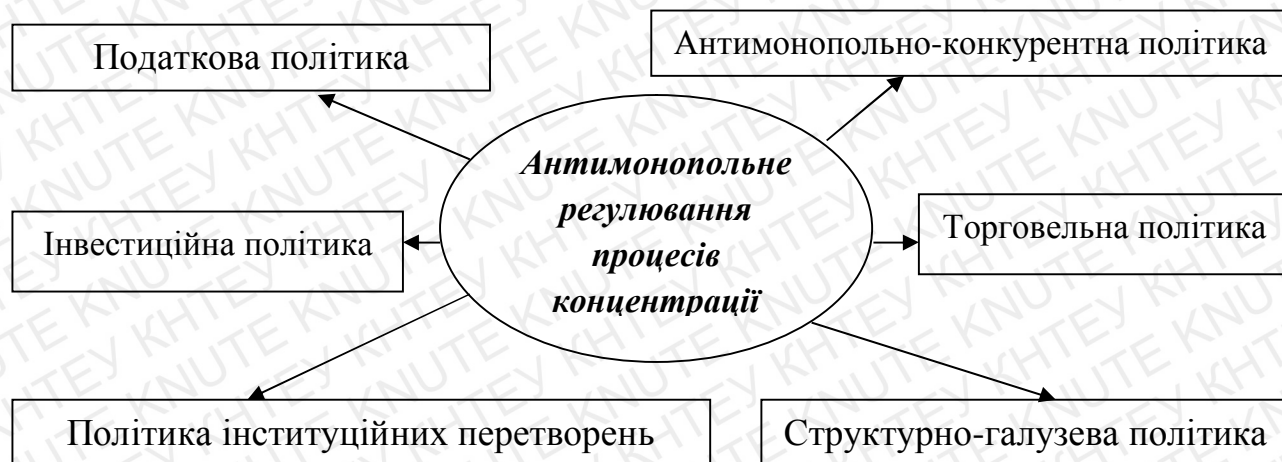 Податкова політика
Антимонопольно-конкурентна політика
Антимонопольне
регулювання
процесів
концентрації
Інвестиційна політика
Торговельна політика
Політика інституційних перетворень
Структурно-галузева політика